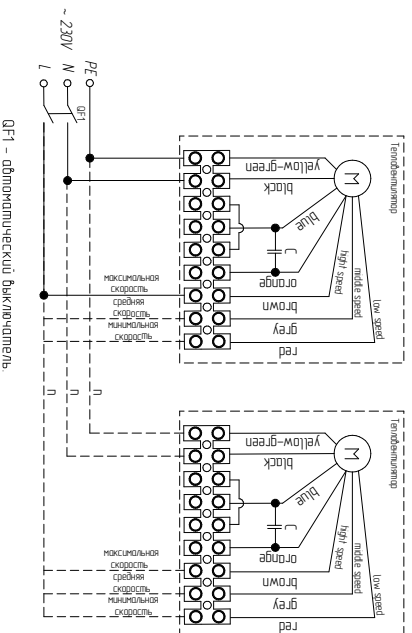 ~ 230V
PE
N
L
QF1
Тепловентилятор
M
yellow-green
black
blue
C
orange
brown
grey
red
hight speed
middle speed
low speed
максимальная
скорость
средняя
скорость
минимальная
скорость
n
n
n
Тепловентилятор
M
yellow-green
black
blue
C
orange
brown
grey
red
hight speed
middle speed
low speed
максимальная
скорость
средняя
скорость
минимальная
скорость
QF1 - автоматический выключатель.